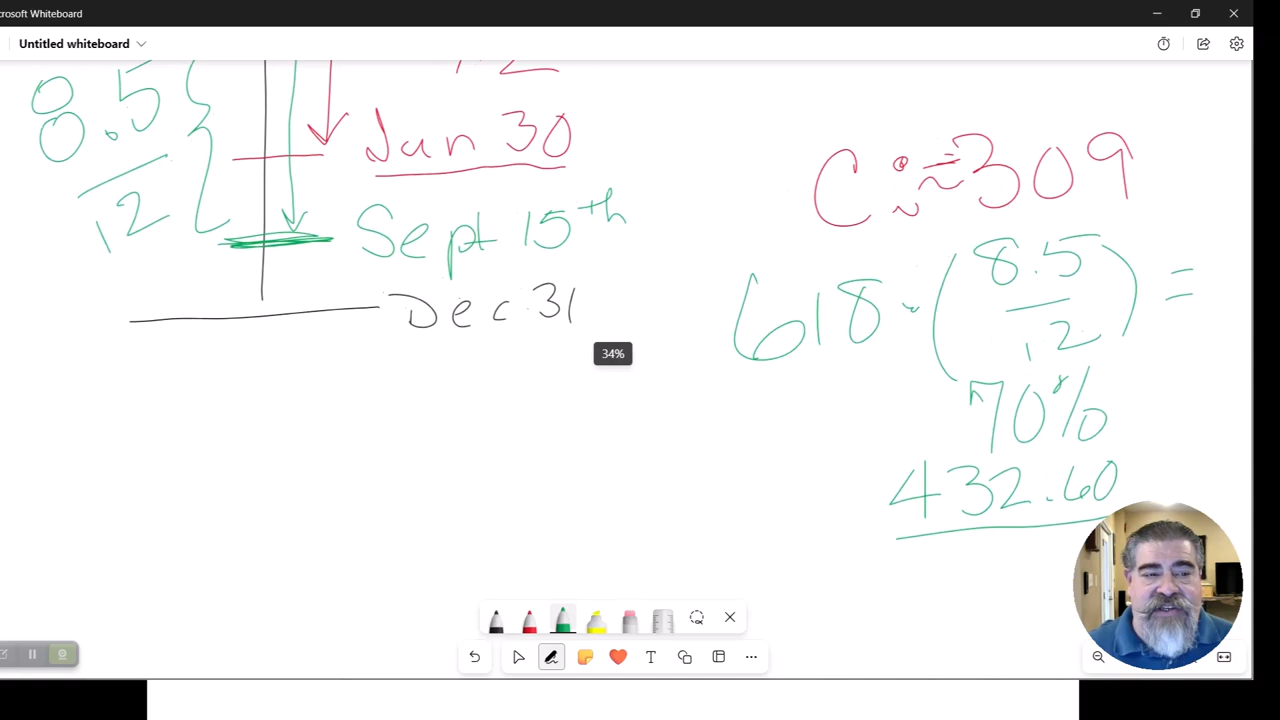 Microsoft Whiteboard
Untitled whiteboard
8.5
12
Jan 30
Sept 15th
Dec 31
C ≈ 309
618 · (8.5
12) =
70%
432.60
34%